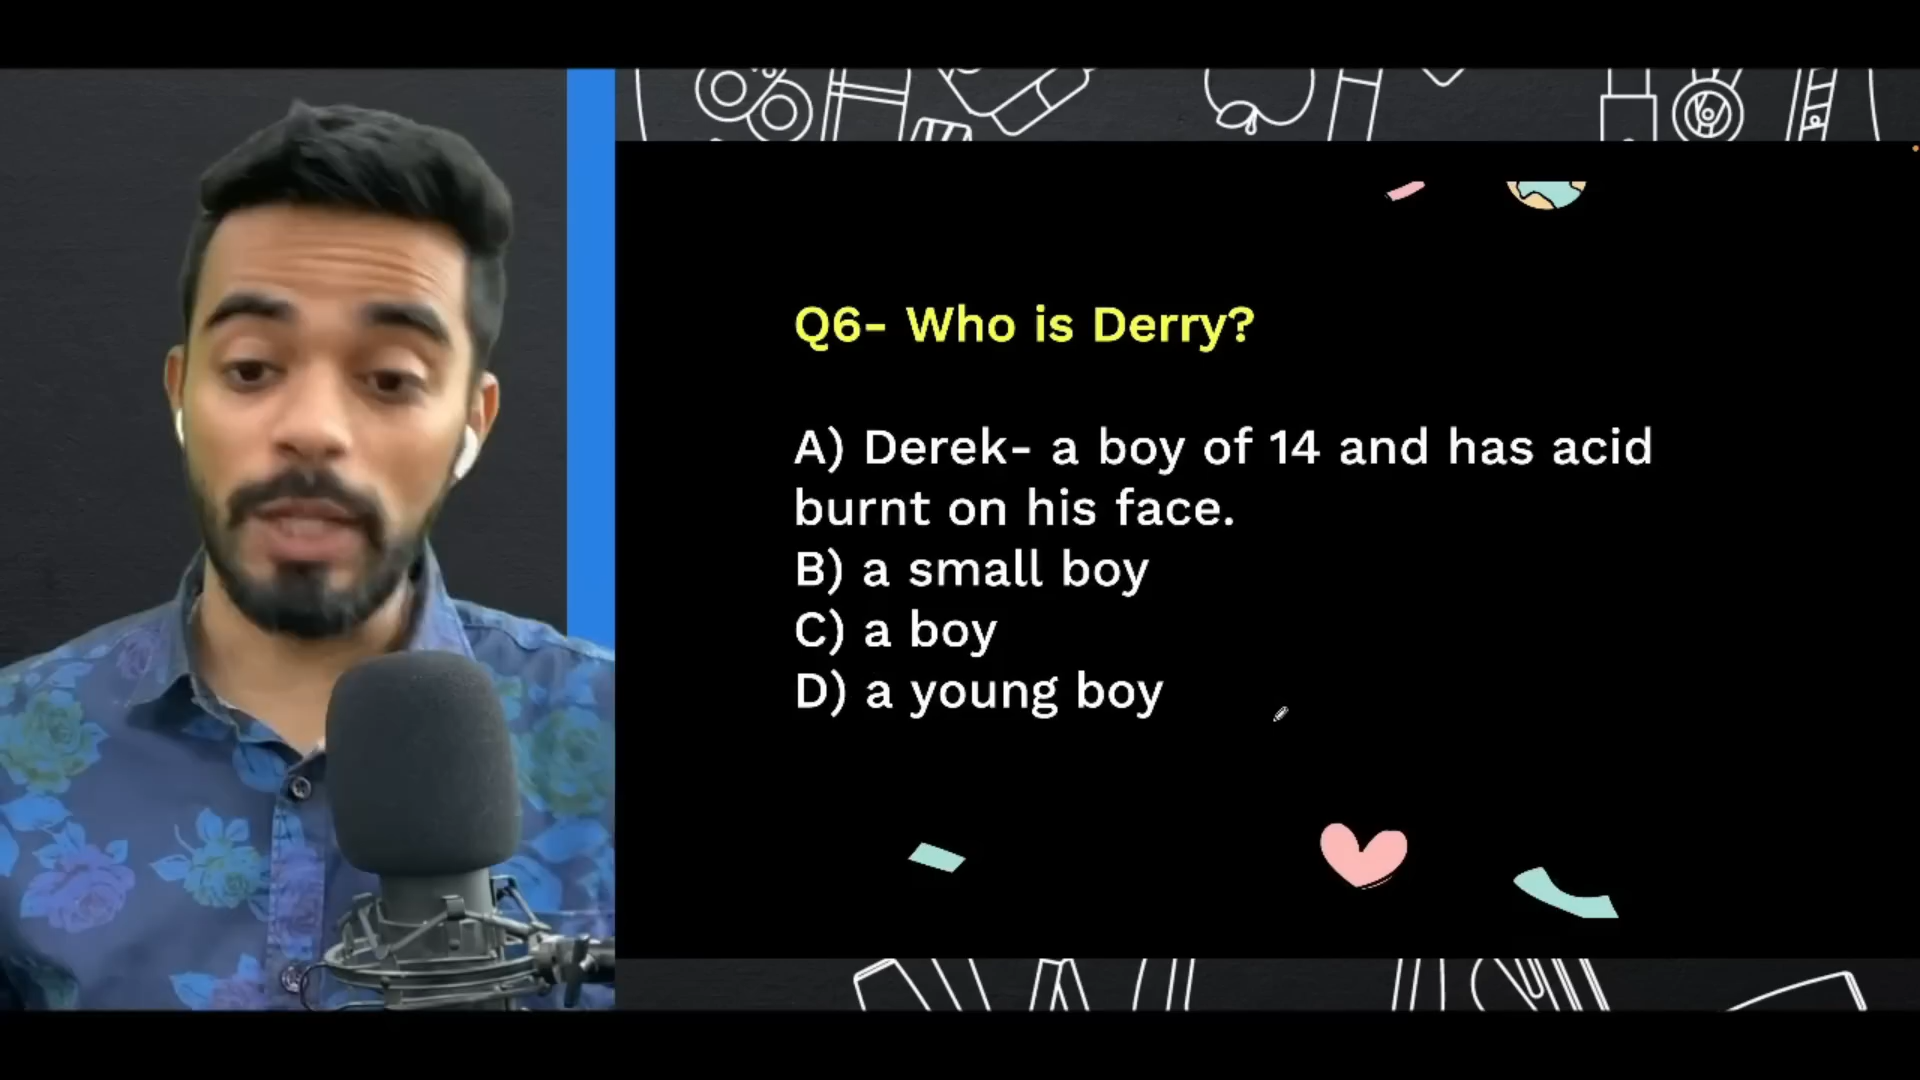 Q6- Who is Derry?
A) Derek- a boy of 14 and has acid
burnt on his face.
B) a small boy
C) a boy
D) a young boy